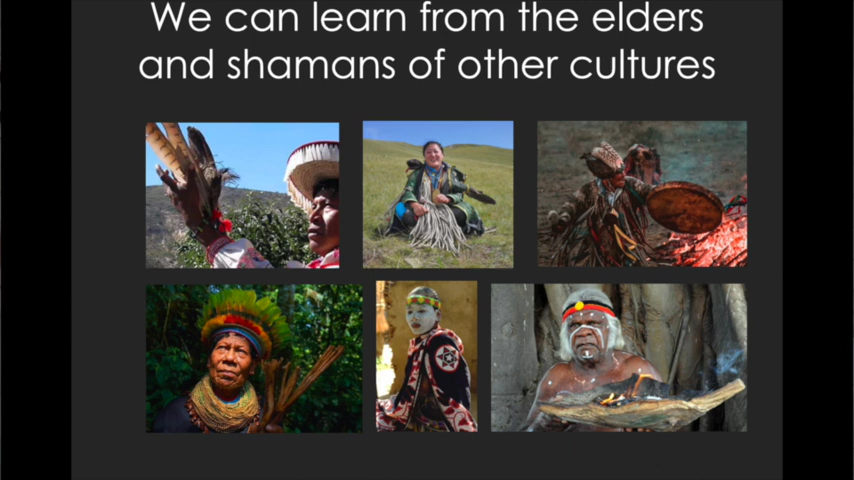 We can learn from the elders
and shamans of other cultures